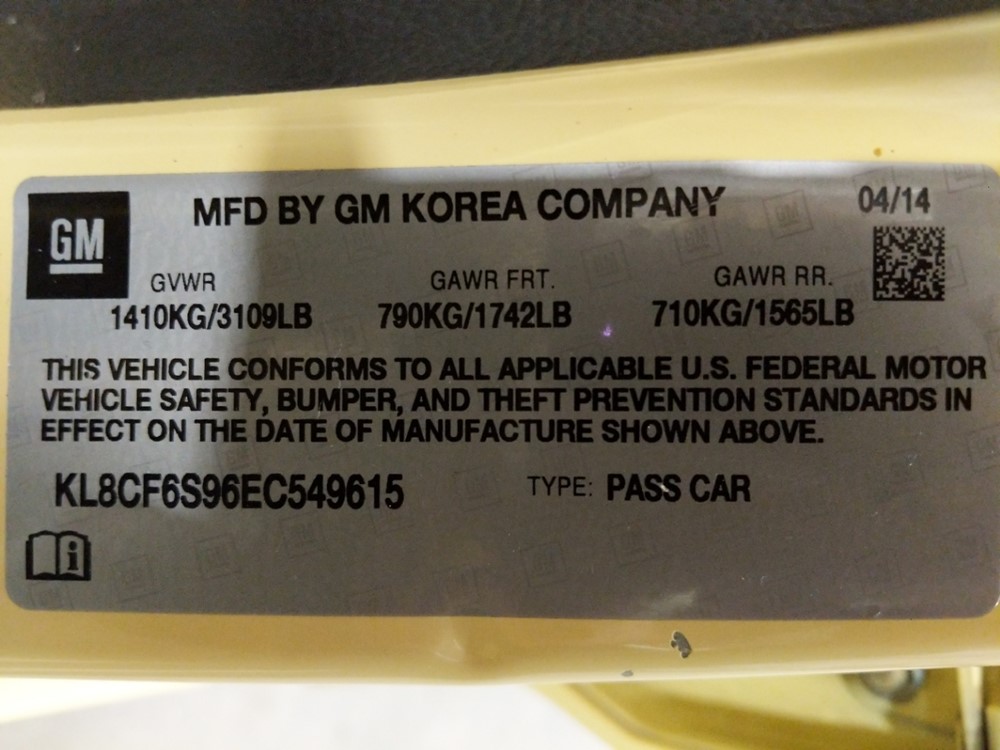 GM
MFD BY GM KOREA COMPANY
04/14
GVWR GAWR FRT. GAWR RR.
1410KG/3109LB 790KG/1742LB 710KG/1565LB
THIS VEHICLE CONFORMS TO ALL APPLICABLE U.S. FEDERAL MOTOR
VEHICLE SAFETY, BUMPER, AND THEFT PREVENTION STANDARDS IN
EFFECT ON THE DATE OF MANUFACTURE SHOWN ABOVE.
KL8CF6S96EC549615 TYPE: PASS CAR
i